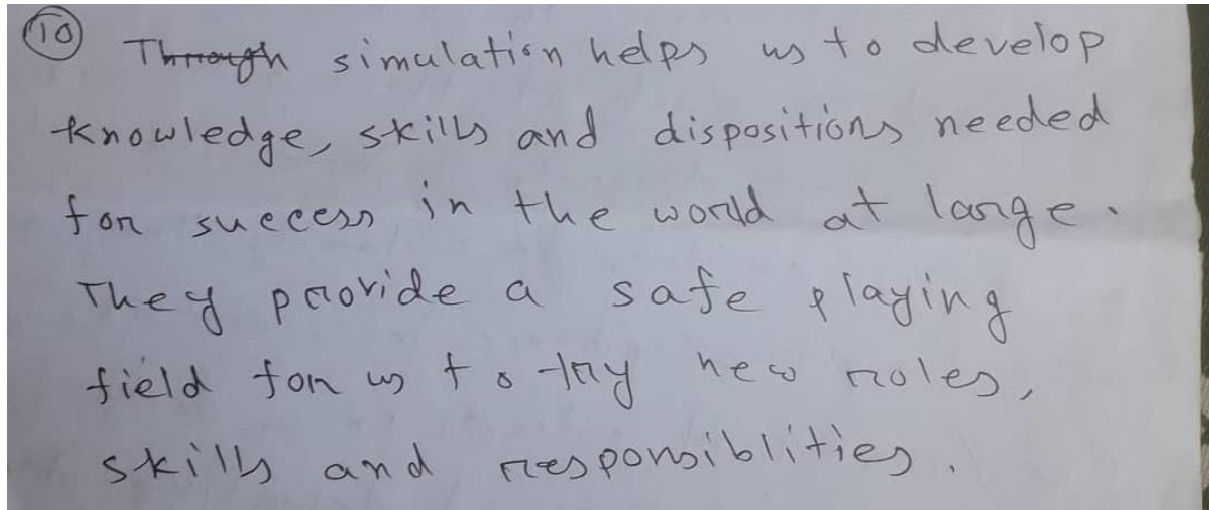 10 Through simulation helps us to develop
knowledge, skills and dispositions needed
for success in the world at large.
They provide a safe playing
field for us to try new roles,
skills and responsiblities.